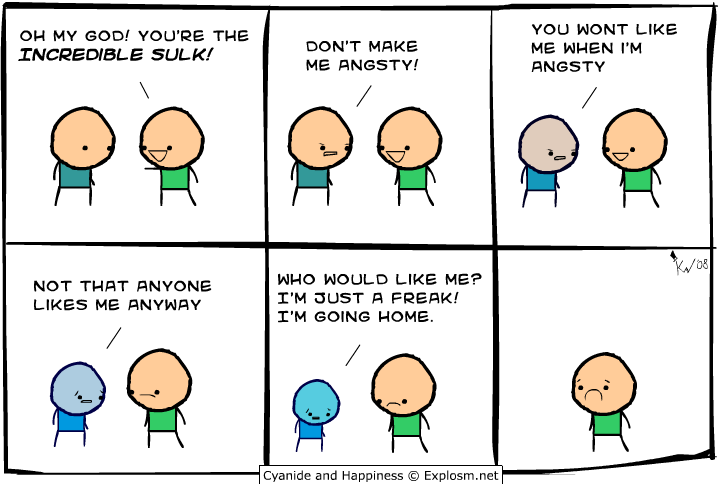 OH MY GOD! YOU'RE THE
INCREDIBLE SULK!
DON'T MAKE
ME ANGSTY!
YOU WONT LIKE
ME WHEN I'M
ANGSTY
NOT THAT ANYONE
LIKES ME ANYWAY
WHO WOULD LIKE ME?
I'M JUST A FREAK!
I'M GOING HOME.
KW '08
Cyanide and Happiness © Explosm.net